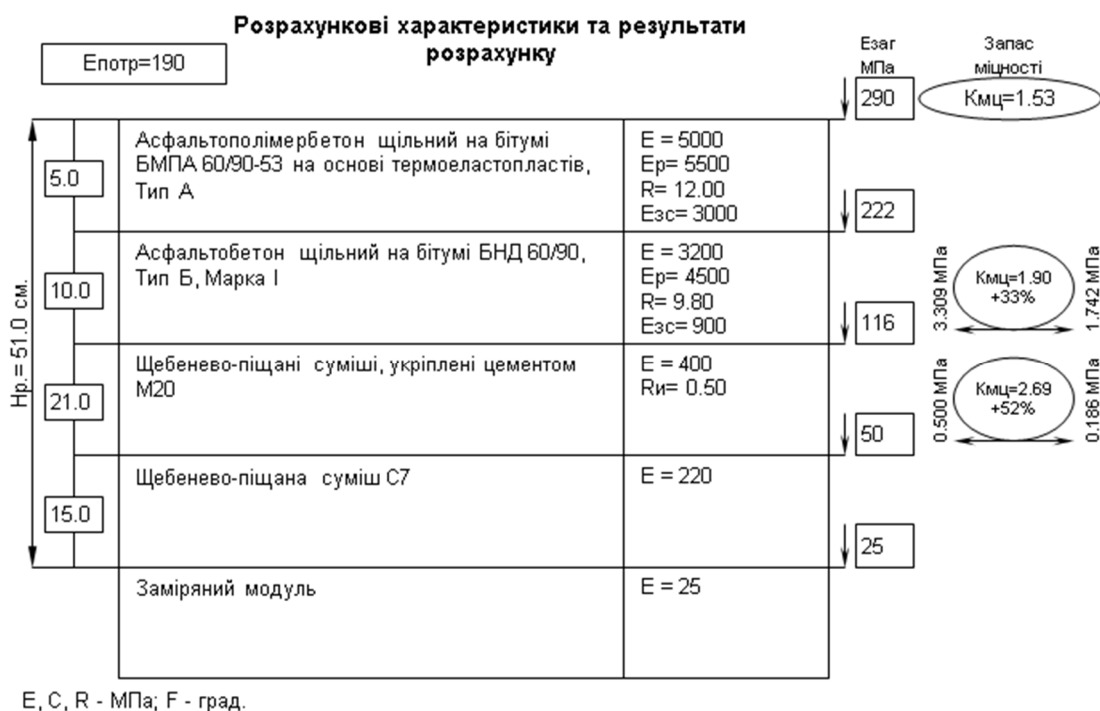 Розрахункові характеристики та результати
розрахунку
Епотр=190
Езаг
МПа
Запас
міцності
290
Кмц=1.53
Нр.= 51.0 см.
5.0
Асфальтополімербетон щільний на бітумі
БМПА 60/90-53 на основі термоеластопластів,
Тип А
Е = 5000
Ер= 5500
R= 12.00
Езс= 3000
222
10.0
Асфальтобетон щільний на бітумі БНД 60/90,
Тип Б, Марка I
Е = 3200
Ер= 4500
R= 9.80
Езс= 900
116
3.309 МПа
Кмц=1.90
+33%
1.742 МПа
21.0
Щебенево-піщані суміші, укріплені цементом
М20
Е = 400
Rи= 0.50
50
0.500 МПа
Кмц=2.69
+52%
0.186 МПа
15.0
Щебенево-піщана суміш С7
Е = 220
25
Заміряний модуль
Е = 25
Е, С, R - МПа; F - град.